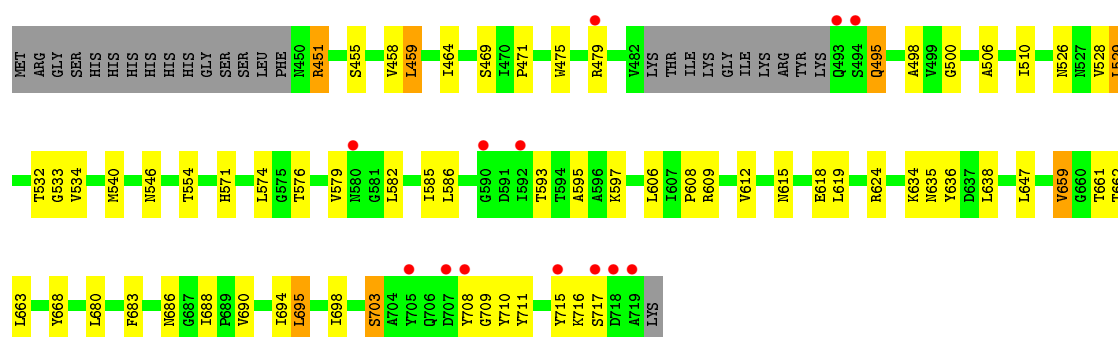 MET ARG GLY SER HIS HIS HIS HIS HIS HIS GLY SER SER LEU PHE N450 R451 S455 V458 L459 I464 S469 I470 P471 W475 R479 V482 LYS THR ILE LYS GLY ILE LYS ARG TYR LYS Q493 S494 Q495 A498 V499 G500 A506 I510 N526 N527 V528 L529
T532 G533 V534 M540 N546 T554 H571 L574 G575 T576 V579 N580 G581 L582 I585 L586 G590 D591 I592 T593 T594 A595 A596 K597 L606 I607 P608 R609 V612 N615 E618 L619 R624 K634 N635 Y636 D637 L638 L647 V659 G660 T661 T662
L663 Y668 L680 F683 N686 G687 I688 P689 V690 I694 L695 I698 S703 A704 Y705 Q706 D707 Y708 G709 Y710 Y711 Y715 K716 S717 D718 A719 LYS